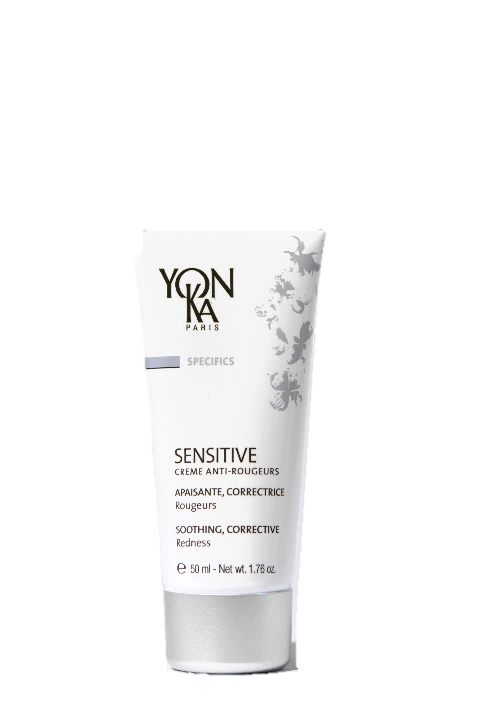 YON
KA
PARIS
SPECIFICS
SENSITIVE
CREME ANTI-ROUGEURS
APAISANTE, CORRECTRICE
Rougeurs
SOOTHING, CORRECTIVE
Redness
℮ 50 ml - Net wt. 1.76 oz.